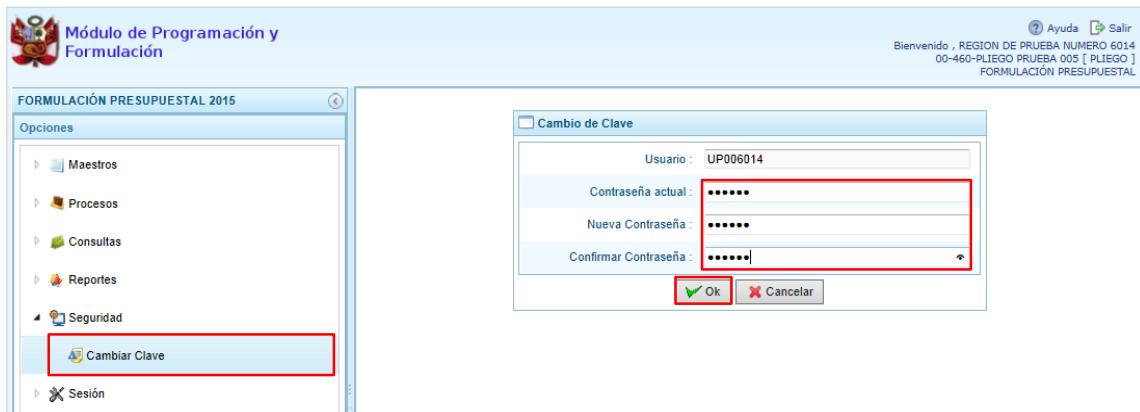 Módulo de Programación y
Formulación
Ayuda Salir
Bienvenido , REGION DE PRUEBA NUMERO 6014
00-460-PLIEGO PRUEBA 005 [ PLIEGO ]
FORMULACIÓN PRESUPUESTAL
FORMULACIÓN PRESUPUESTAL 2015
Opciones
Maestros
Procesos
Consultas
Reportes
Seguridad
Cambiar Clave
Sesión
Cambio de Clave
Usuario : UP006014
Contraseña actual : ••••••
Nueva Contraseña : ••••••
Confirmar Contraseña : ••••••
Ok Cancelar